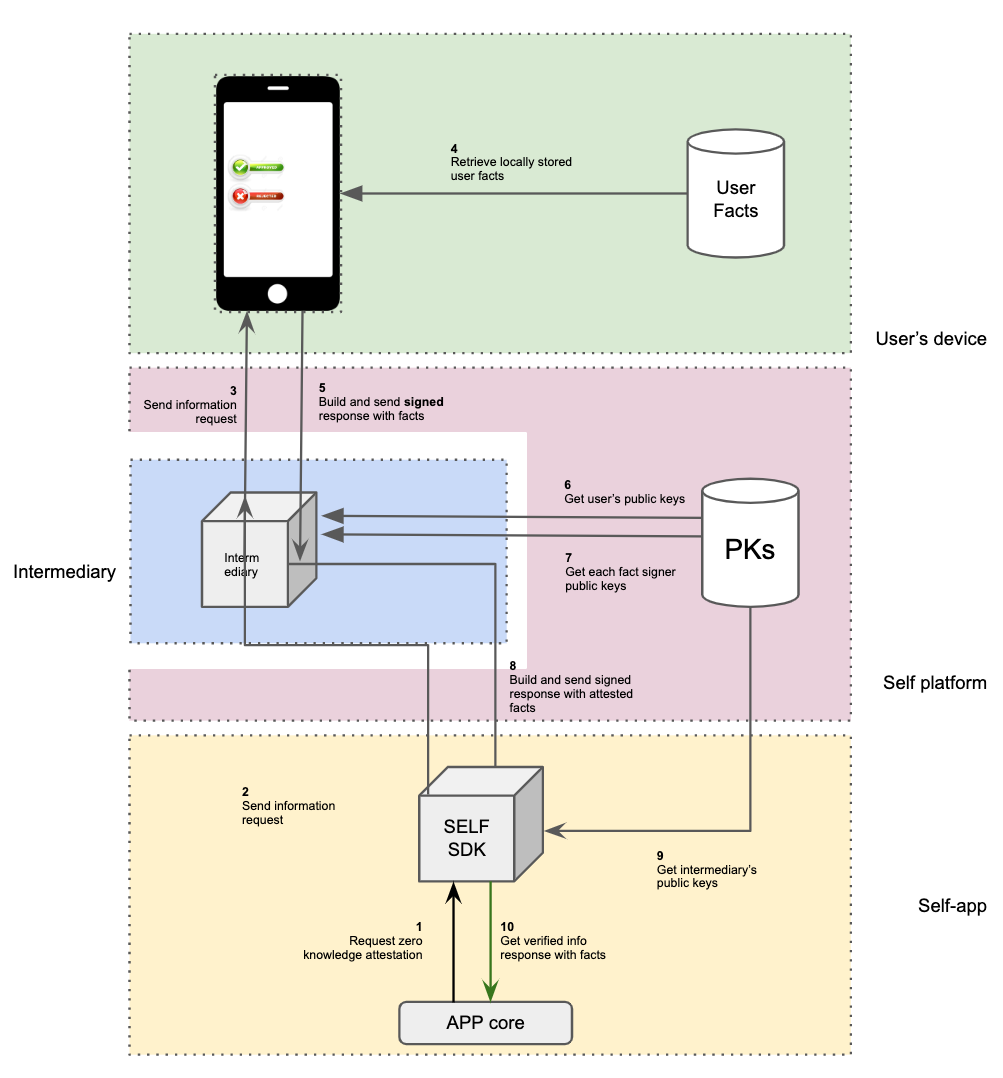 4
Retrieve locally stored
user facts
APPROVED
REJECTED
User
Facts
User's device
3
Send information
request
5
Build and send signed
response with facts
6
Get user's public keys
Interm
ediary
PKs
7
Get each fact signer
public keys
Intermediary
8
Build and send signed
response with attested
facts
Self platform
2
Send information
request
SELF
SDK
9
Get intermediary's
public keys
Self-app
1
Request zero
knowledge attestation
10
Get verified info
response with facts
APP core